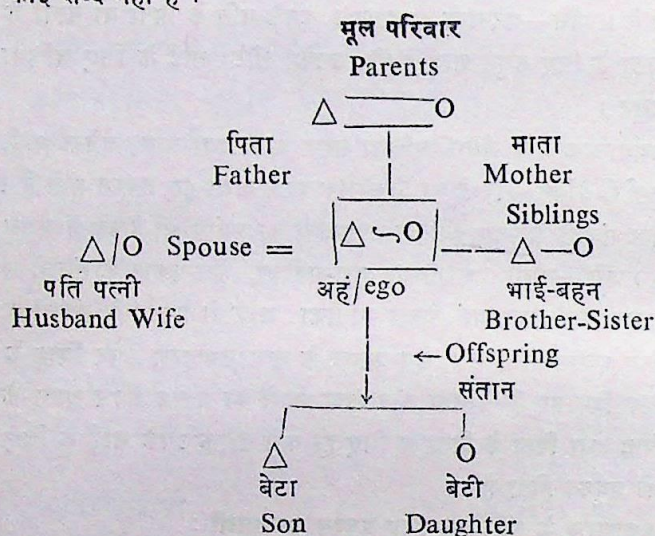 मूल परिवार
Parents
पिता माता
Father Mother
Siblings
Spouse =
पति पत्नी अहं/ego भाई-बहन
Husband Wife Brother-Sister
←Offspring
संतान
बेटा बेटी
Son Daughter